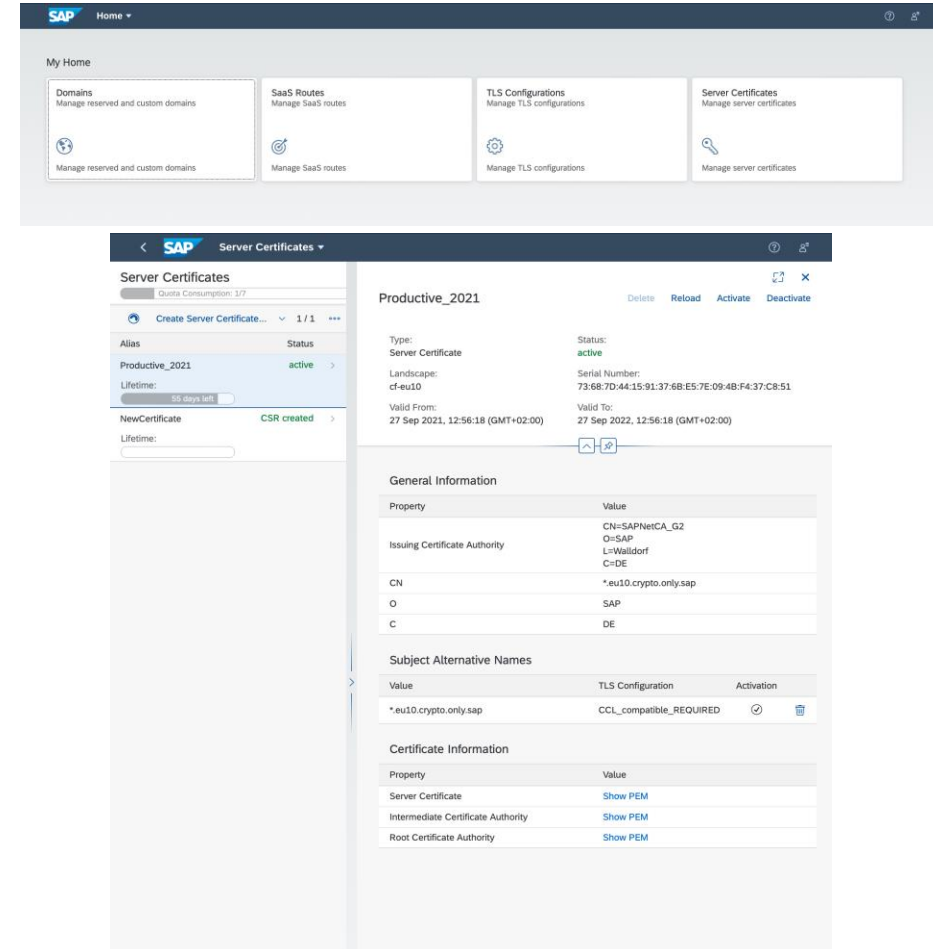 SAP Home
My Home
Domains
Manage reserved and custom domains
Manage reserved and custom domains
SaaS Routes
Manage SaaS routes
Manage SaaS routes
TLS Configurations
Manage TLS configurations
Manage TLS configurations
Server Certificates
Manage server certificates
Manage server certificates
SAP Server Certificates
Server Certificates
Quota Consumption: 1/7
Create Server Certificate... 1 / 1
Alias Status
Productive_2021 active
Lifetime:
55 days left
NewCertificate CSR created
Lifetime:
Productive_2021 Delete Reload Activate Deactivate
Type: Status:
Server Certificate active
Landscape: Serial Number:
cf-eu10 73:68:7D:44:15:91:37:6B:E5:7E:09:4B:F4:37:C8:51
Valid From: Valid To:
27 Sep 2021, 12:56:18 (GMT+02:00) 27 Sep 2022, 12:56:18 (GMT+02:00)
General Information
Property Value
Issuing Certificate Authority
CN=SAPNetCA_G2
O=SAP
L=Walldorf
C=DE
CN *.eu10.crypto.only.sap
O SAP
C DE
Subject Alternative Names
Value TLS Configuration Activation
*.eu10.crypto.only.sap CCL_compatible_REQUIRED
Certificate Information
Property Value
Server Certificate Show PEM
Intermediate Certificate Authority Show PEM
Root Certificate Authority Show PEM